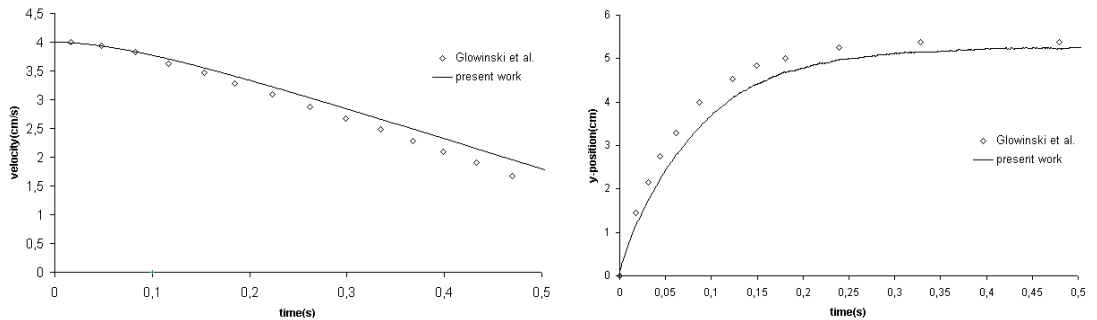 4,5
4
3,5
3
2,5
2
1,5
1
0,5
0
velocity(cm/s)
Glowinski et al.
present work
0 0,1 0,2 0,3 0,4 0,5
time(s)
6
5
4
3
2
1
0
y-position(cm)
Glowinski et al.
present work
0 0,05 0,1 0,15 0,2 0,25 0,3 0,35 0,4 0,45 0,5
time(s)